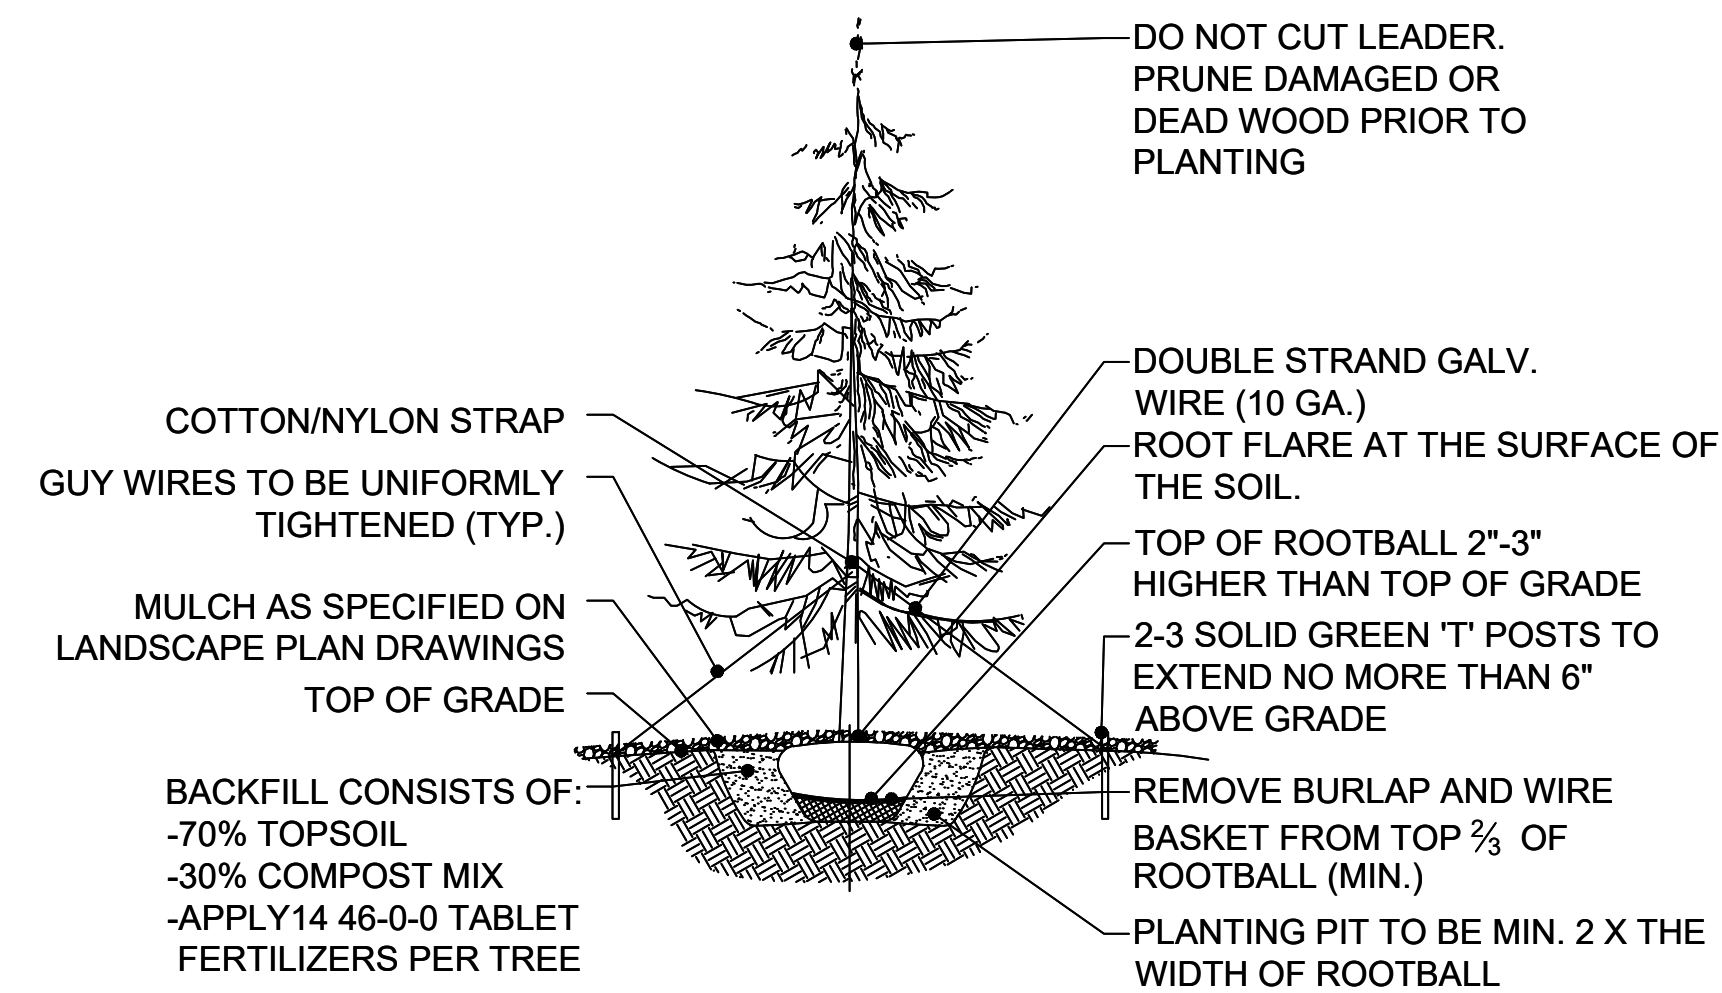 DO NOT CUT LEADER.
PRUNE DAMAGED OR
DEAD WOOD PRIOR TO
PLANTING
COTTON/NYLON STRAP
GUY WIRES TO BE UNIFORMLY
TIGHTENED (TYP.)
MULCH AS SPECIFIED ON
LANDSCAPE PLAN DRAWINGS
TOP OF GRADE
BACKFILL CONSISTS OF:
-70% TOPSOIL
-30% COMPOST MIX
-APPLY14 46-0-0 TABLET
FERTILIZERS PER TREE
DOUBLE STRAND GALV.
WIRE (10 GA.)
ROOT FLARE AT THE SURFACE OF
THE SOIL.
TOP OF ROOTBALL 2"-3"
HIGHER THAN TOP OF GRADE
2-3 SOLID GREEN 'T' POSTS TO
EXTEND NO MORE THAN 6"
ABOVE GRADE
REMOVE BURLAP AND WIRE
BASKET FROM TOP ⅔ OF
ROOTBALL (MIN.)
PLANTING PIT TO BE MIN. 2 X THE
WIDTH OF ROOTBALL